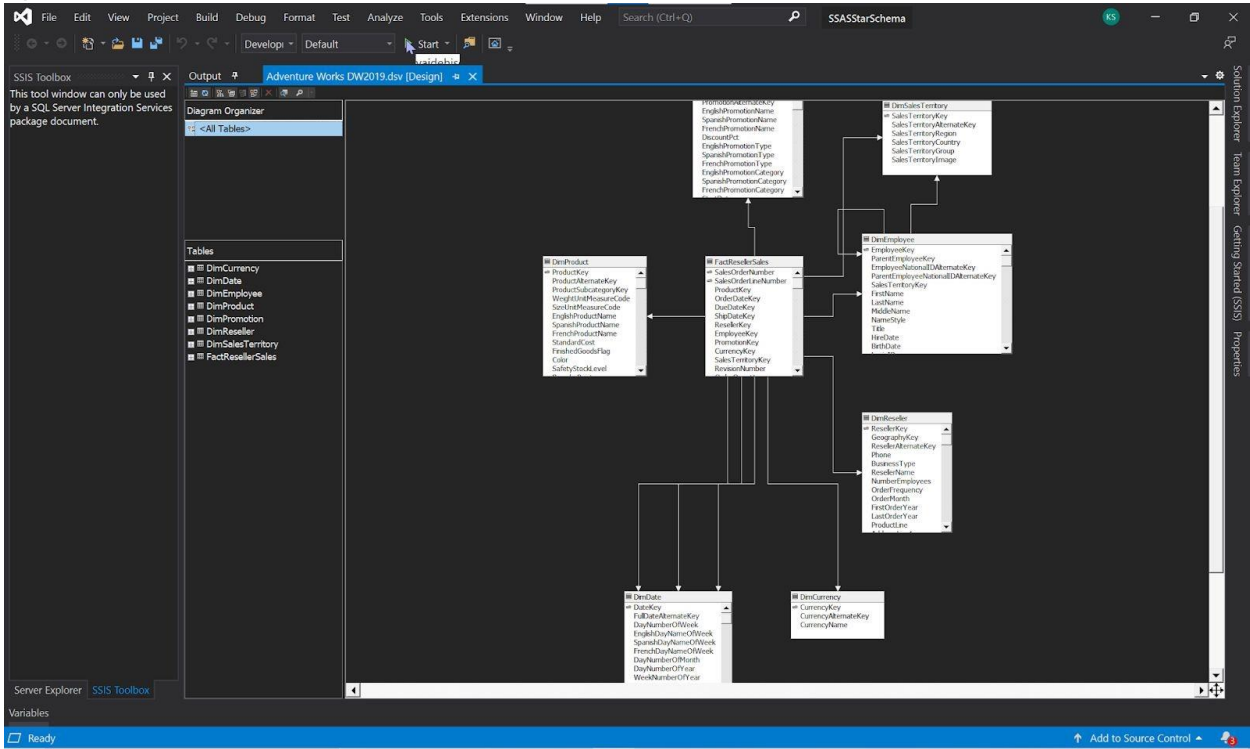 File Edit View Project Build Debug Format Test Analyze Tools Extensions Window Help Search (Ctrl+Q) SSASStarSchema KS
Default Start
SSIS Toolbox
This tool window can only be used
by a SQL Server Integration Services
package document.
Output Adventure Works DW2019.dsv [Design]
Diagram Organizer
<All Tables>
Tables
DimCurrency
DimDate
DimEmployee
DimProduct
DimPromotion
DimReseller
DimSalesTerritory
FactResellerSales
PromotionAlternateKey
EnglishPromotionName
SpanishPromotionName
FrenchPromotionName
DiscountPct
EnglishPromotionType
SpanishPromotionType
FrenchPromotionType
EnglishPromotionCategory
SpanishPromotionCategory
FrenchPromotionCategory
DimSalesTerritory
SalesTerritoryKey
SalesTerritoryAlternateKey
SalesTerritoryRegion
SalesTerritoryCountry
SalesTerritoryGroup
SalesTerritoryImage
DimProduct
ProductKey
ProductAlternateKey
ProductSubcategoryKey
WeightUnitMeasureCode
SizeUnitMeasureCode
EnglishProductName
SpanishProductName
FrenchProductName
StandardCost
FinishedGoodsFlag
Color
SafetyStockLevel
FactResellerSales
SalesOrderNumber
SalesOrderLineNumber
ProductKey
OrderDateKey
DueDateKey
ShipDateKey
ResellerKey
EmployeeKey
PromotionKey
CurrencyKey
SalesTerritoryKey
RevisionNumber
DimEmployee
EmployeeKey
ParentEmployeeKey
EmployeeNationalIDAlternateKey
ParentEmployeeNationalIDAlternateKey
SalesTerritoryKey
FirstName
LastName
MiddleName
NameStyle
Title
HireDate
BirthDate
DimReseller
ResellerKey
GeographyKey
ResellerAlternateKey
Phone
BusinessType
ResellerName
NumberEmployees
OrderFrequency
OrderMonth
FirstOrderYear
LastOrderYear
ProductLine
DimDate
DateKey
FullDateAlternateKey
DayNumberOfWeek
EnglishDayNameOfWeek
SpanishDayNameOfWeek
FrenchDayNameOfWeek
DayNumberOfMonth
DayNumberOfYear
WeekNumberOfYear
DimCurrency
CurrencyKey
CurrencyAlternateKey
CurrencyName
Solution Explorer
Team Explorer
Getting Started (SSIS)
Properties
Server Explorer SSIS Toolbox
Variables
Ready
Add to Source Control
3